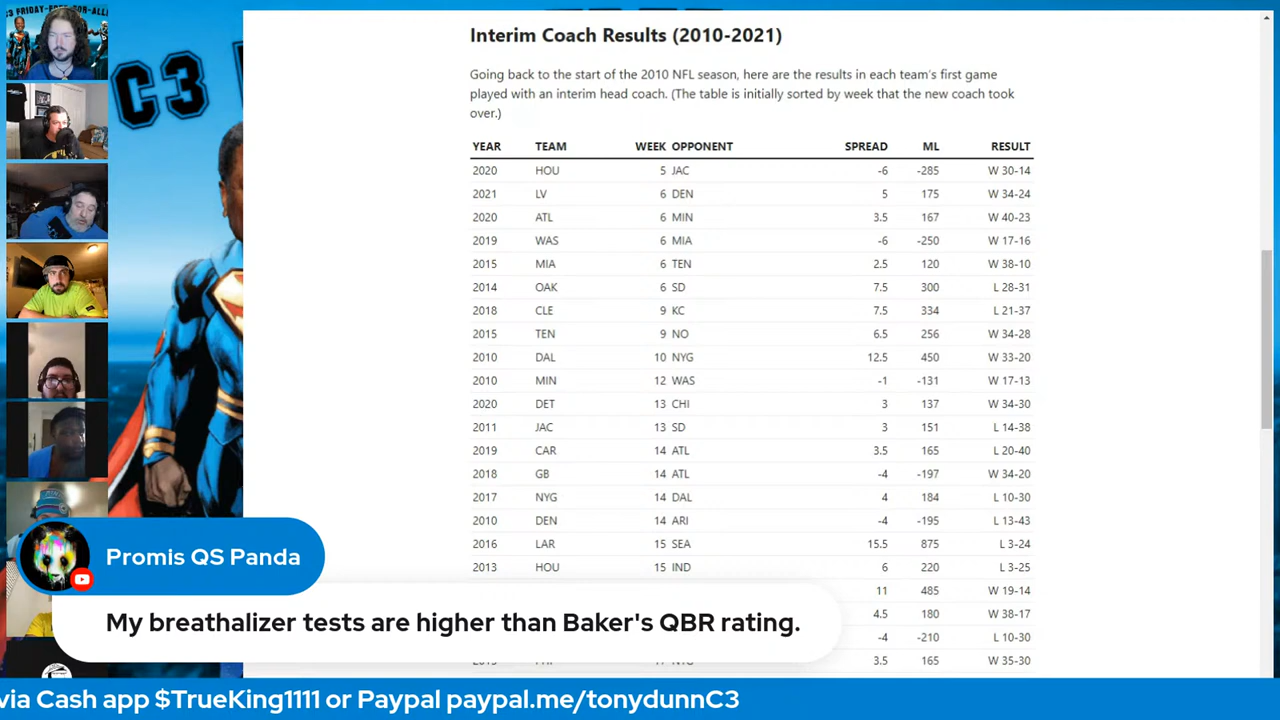 C3 FRIDAY FREE-FOR-ALL
C3
Interim Coach Results (2010-2021)
Going back to the start of the 2010 NFL season, here are the results in each team's first game
played with an interim head coach. (The table is initially sorted by week that the new coach took
over.)
YEAR TEAM WEEK OPPONENT SPREAD ML RESULT
2020 HOU 5 JAC -6 -285 W 30-14
2021 LV 6 DEN 5 175 W 34-24
2020 ATL 6 MIN 3.5 167 W 40-23
2019 WAS 6 MIA -6 -250 W 17-16
2015 MIA 6 TEN 2.5 120 W 38-10
2014 OAK 6 SD 7.5 300 L 28-31
2018 CLE 9 KC 7.5 334 L 21-37
2015 TEN 9 NO 6.5 256 W 34-28
2010 DAL 10 NYG 12.5 450 W 33-20
2010 MIN 12 WAS -1 -131 W 17-13
2020 DET 13 CHI 3 137 W 34-30
2011 JAC 13 SD 3 151 L 14-38
2019 CAR 14 ATL 3.5 165 L 20-40
2018 GB 14 ATL -4 -197 W 34-20
2017 NYG 14 DAL 4 184 L 10-30
2010 DEN 14 ARI -4 -195 L 13-43
2016 LAR 15 SEA 15.5 875 L 3-24
2013 HOU 15 IND 6 220 L 3-25
11 485 W 19-14
4.5 180 W 38-17
-4 -210 L 10-30
3.5 165 W 35-30
Promis QS Panda
My breathalizer tests are higher than Baker's QBR rating.
via Cash app $TrueKing1111 or Paypal paypal.me/tonydunnC3